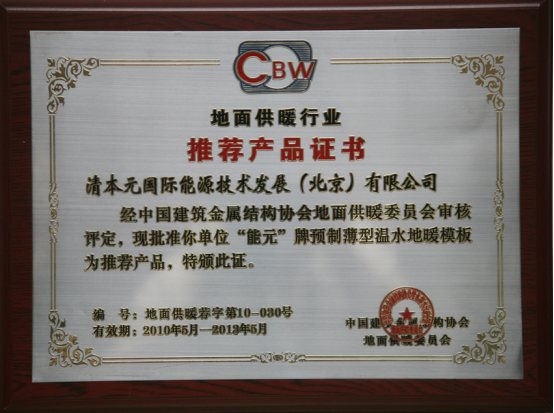 CBW
地面供暖行业
推荐产品证书
清本元国际能源技术发展（北京）有限公司
经中国建筑金属结构协会地面供暖委员会审核
评定，现批准你单位“能元”牌预制薄型温水地暖模板
为推荐产品，特颁此证。
编 号：地面供暖荐字第10-030号
有效期：2010年5月—2013年5月
中国建 金属 构协会
地面供暖委员会